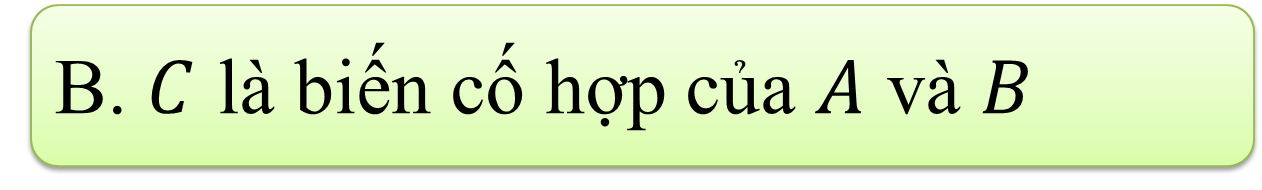 B. C là biến cố hợp của A và B